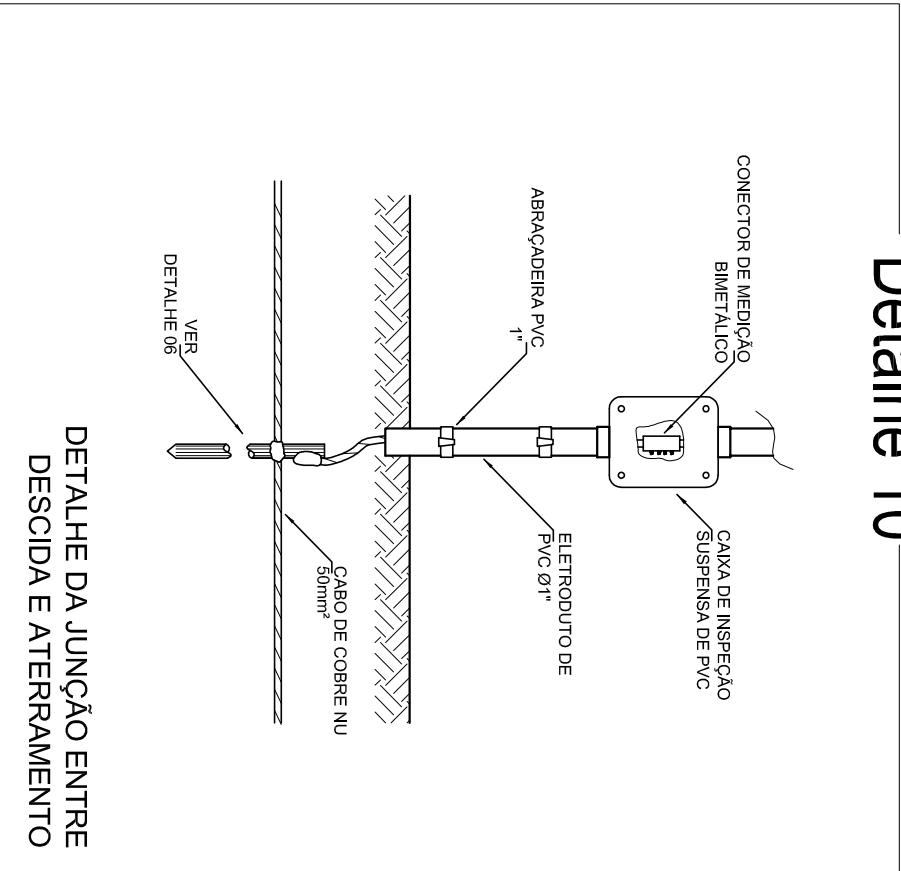 Detalhe 10
CONECTOR DE MEDIÇÃO
BIMETÁLICO
CAIXA DE INSPEÇÃO
SUSPENSA DE PVC
ABRAÇADEIRA PVC
1"
ELETRODUTO DE
PVC Ø1"
CABO DE COBRE NU
50mm²
VER
DETALHE 06
DETALHE DA JUNÇÃO ENTRE
DESCIDA E ATERRAMENTO